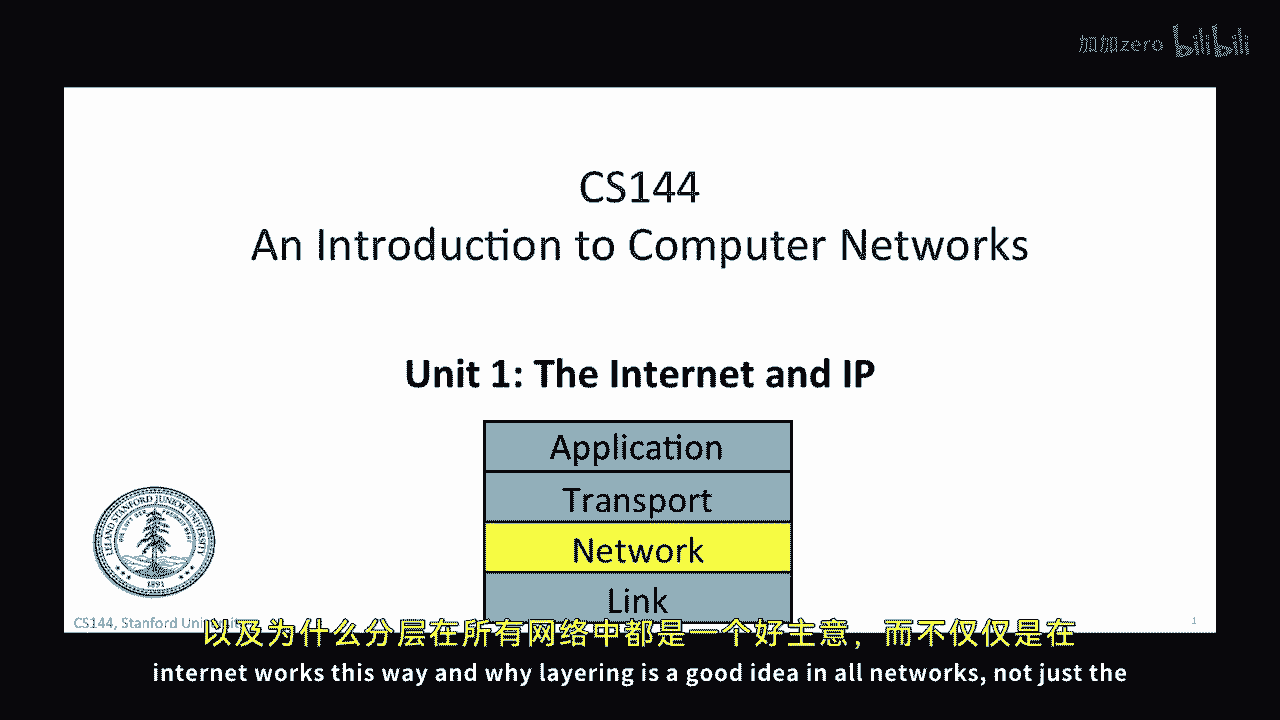 加加zero bilibili
CS144
An Introduction to Computer Networks
Unit 1: The Internet and IP
Application
Transport
Network
Link
CS144, Stanford
1
以及为什么分层在所有网络中都是一个好主意，而不仅仅是在
internet works this way and why layering is a good idea in all networks, not just the